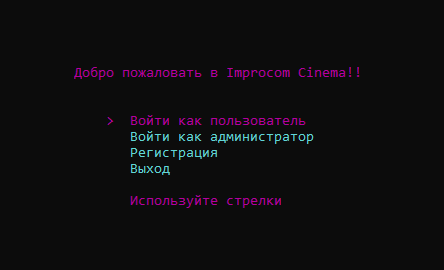 Добро пожаловать в Improcom Cinema!!
> Войти как пользователь
Войти как администратор
Регистрация
Выход
Используйте стрелки